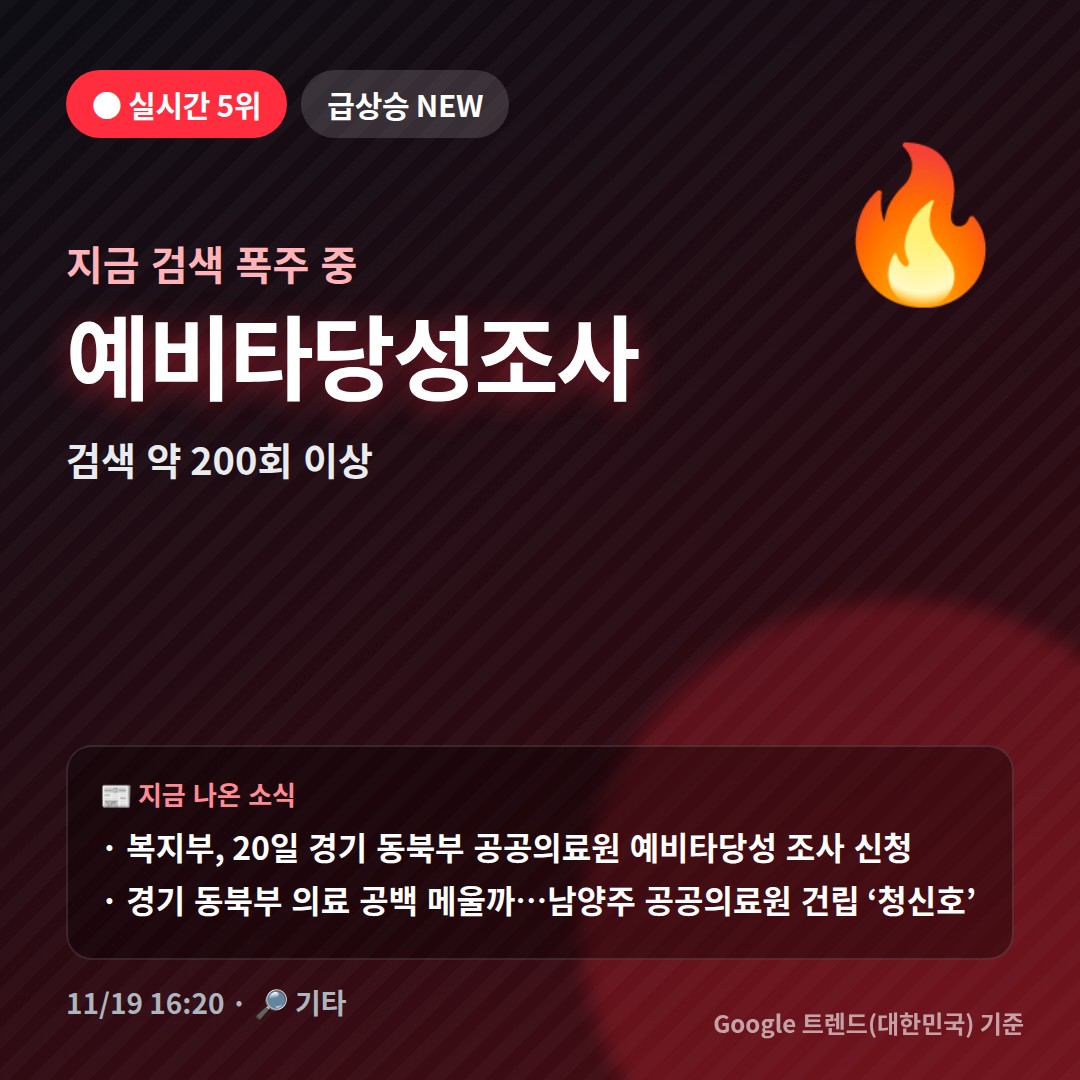 실시간 5위 급상승 NEW
지금 검색 폭주 중
예비타당성조사
검색 약 200회 이상
📰 지금 나온 소식
· 복지부, 20일 경기 동북부 공공의료원 예비타당성 조사 신청
· 경기 동북부 의료 공백 메울까…남양주 공공의료원 건립 ‘청신호’
11/19 16:20 · 🔎 기타
Google 트렌드(대한민국) 기준